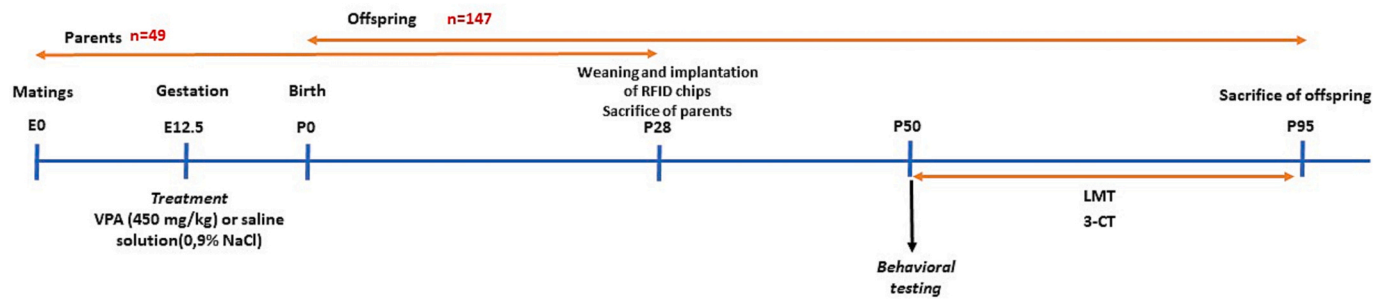 Offspring n=147
Parents n=49
Weaning and implantation
of RFID chips
Sacrifice of parents
Matings
Gestation
Birth
Sacrifice of offspring
E0
E12.5
P0
P28
P50
P95
Treatment
VPA (450 mg/kg) or saline
solution(0,9% NaCl)
LMT
3-CT
Behavioral
testing